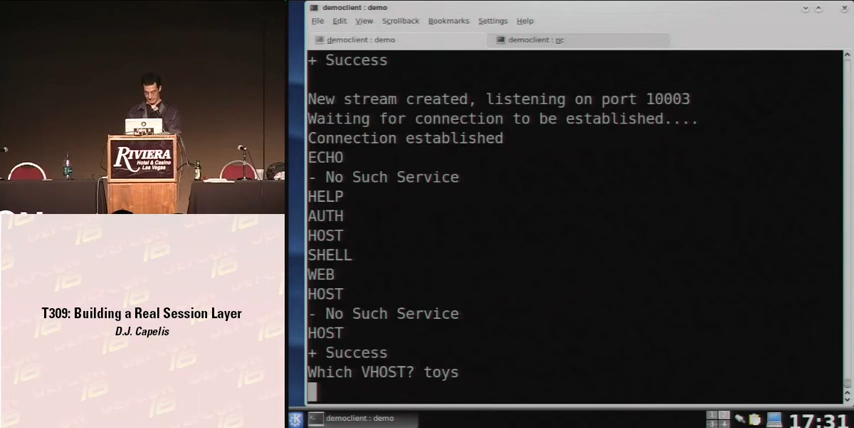 democlient : demo
File Edit View Scrollback Bookmarks Settings Help
democlient : demo
democlient : nc
+ Success
New stream created, listening on port 10003
Waiting for connection to be established....
Connection established
ECHO
- No Such Service
HELP
AUTH
HOST
SHELL
WEB
HOST
- No Such Service
HOST
+ Success
Which VHOST? toys
democlient : demo
17:31
RIVIERA
Hotel & Casino
Las Vegas
T309: Building a Real Session Layer
D.J. Capelis